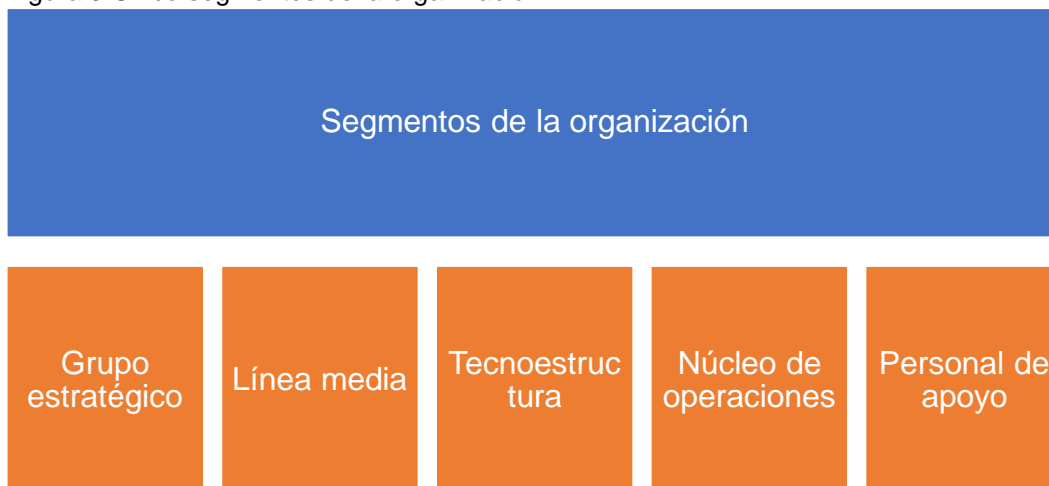 Segmentos de la organización
Grupo
estratégico
Línea media
Tecnoestruc
tura
Núcleo de
operaciones
Personal de
apoyo